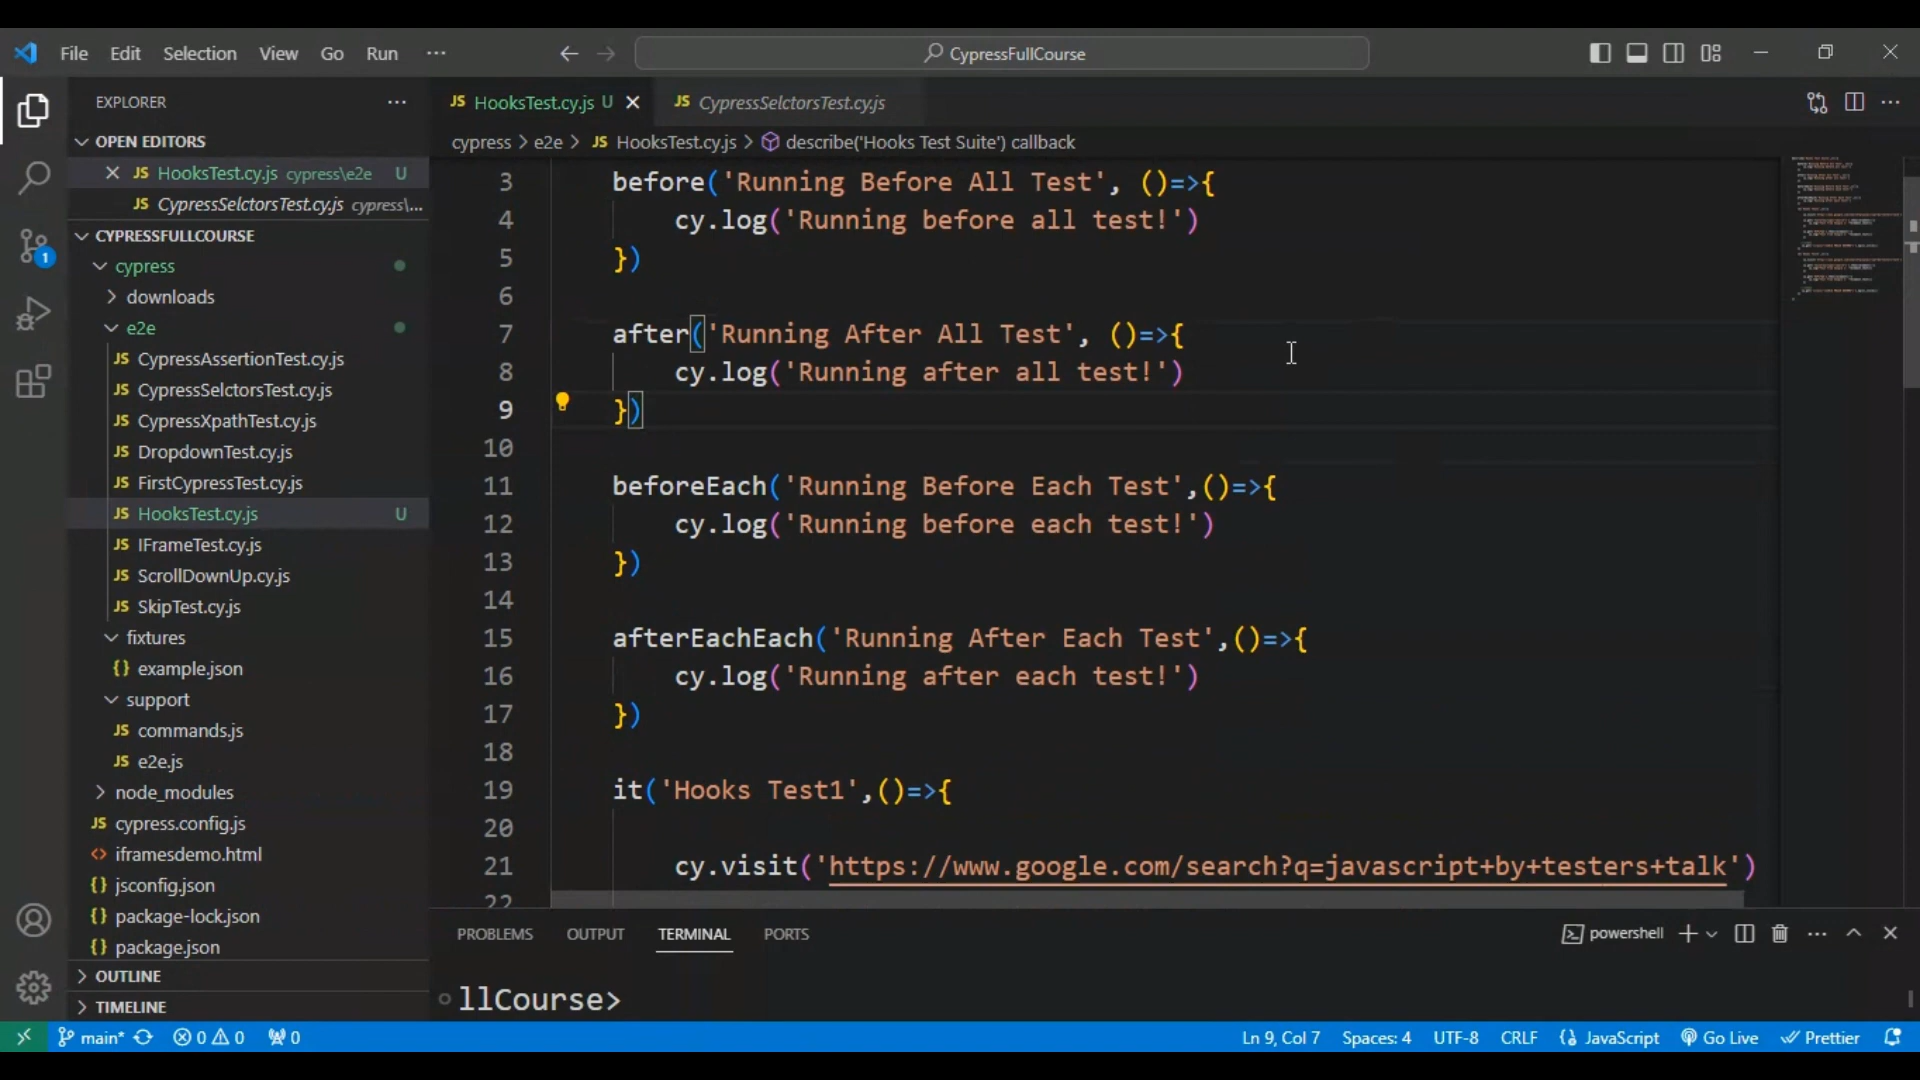 File Edit Selection View Go Run ··· CypressFullCourse
EXPLORER ···
OPEN EDITORS
HooksTest.cy.js cypress\e2e U
CypressSelctorsTest.cy.js cypress\...
CYPRESSFULLCOURSE
cypress
downloads
e2e
JS CypressAssertionTest.cy.js
JS CypressSelctorsTest.cy.js
JS CypressXpathTest.cy.js
JS DropdownTest.cy.js
JS FirstCypressTest.cy.js
JS HooksTest.cy.js U
JS IFrameTest.cy.js
JS ScrollDownUp.cy.js
JS SkipTest.cy.js
fixtures
{} example.json
support
JS commands.js
JS e2e.js
node_modules
JS cypress.config.js
<> iframesdemo.html
{} jsconfig.json
{} package-lock.json
{} package.json
OUTLINE
TIMELINE
1
JS HooksTest.cy.js U JS CypressSelctorsTest.cy.js
cypress > e2e > JS HooksTest.cy.js > describe('Hooks Test Suite') callback
3 before('Running Before All Test', ()=>{
4 cy.log('Running before all test!')
5 })
6
7 after('Running After All Test', ()=>{
8 cy.log('Running after all test!')
9 })
10
11 beforeEach('Running Before Each Test',()=>{
12 cy.log('Running before each test!')
13 })
14
15 afterEachEach('Running After Each Test',()=>{
16 cy.log('Running after each test!')
17 })
18
19 it('Hooks Test1',()=>{
20
21 cy.visit('https://www.google.com/search?q=javascript+by+testers+talk')
22
PROBLEMS OUTPUT TERMINAL PORTS powershell
llCourse>
main* 0 0 0 Ln 9, Col 7 Spaces: 4 UTF-8 CRLF JavaScript Go Live Prettier